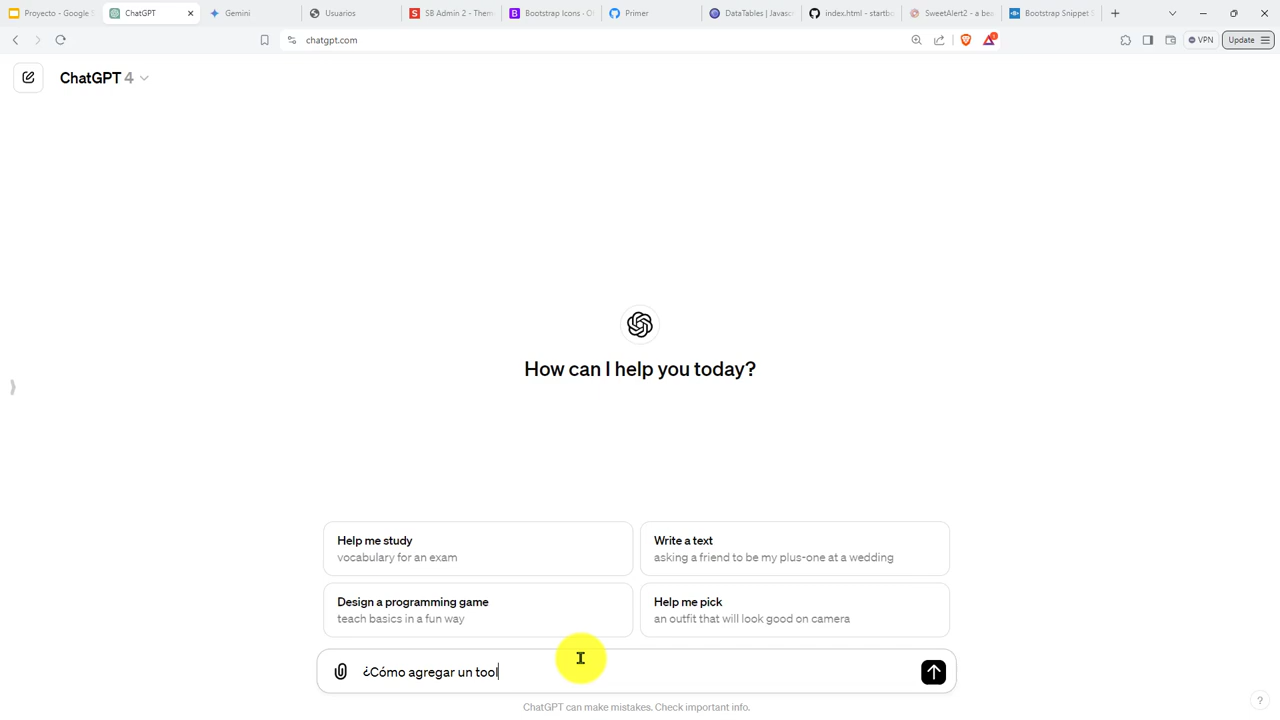 Proyecto - Google S
ChatGPT
Gemini
Usuarios
SB Admin 2 - Them
Bootstrap Icons · O
Primer
DataTables | Javasc
index.html - startbo
SweetAlert2 - a bea
Bootstrap Snippet S
chatgpt.com
1
VPN
Update
ChatGPT 4
How can I help you today?
Help me study
vocabulary for an exam
Write a text
asking a friend to be my plus-one at a wedding
Design a programming game
teach basics in a fun way
Help me pick
an outfit that will look good on camera
¿Cómo agregar un tool
ChatGPT can make mistakes. Check important info.
?